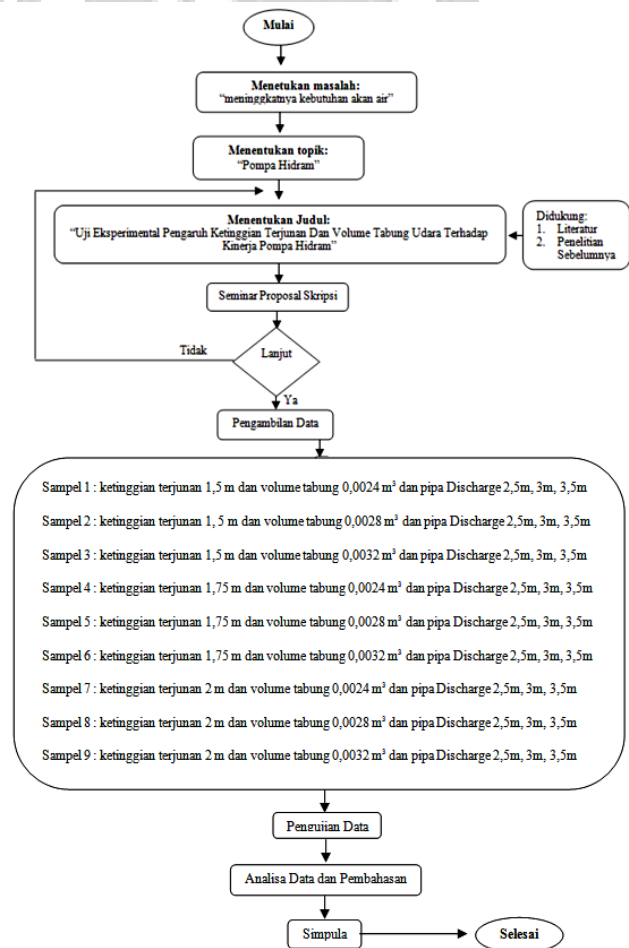 Mulai
Menetukan masalah:
“meninggkatnya kebutuhan akan air”
Menentukan topik:
“Pompa Hidram”
Menentukan Judul:
“Uji Eksperimental Pengaruh Ketinggian Terjunan Dan Volume Tabung Udara Terhadap
Kinerja Pompa Hidram”
Didukung:
1. Literatur
2. Penelitian
Sebelumnya
Seminar Proposal Skripsi
Tidak
Lanjut
Ya
Pengambilan Data
Sampel 1 : ketinggian terjunan 1,5 m dan volume tabung 0,0024 m³ dan pipa Discharge 2,5m, 3m, 3,5m
Sampel 2 : ketinggian terjunan 1, 5 m dan volume tabung 0,0028 m³ dan pipa Discharge 2,5m, 3m, 3,5m
Sampel 3 : ketinggian terjunan 1,5 m dan volume tabung 0,0032 m³ dan pipa Discharge 2,5m, 3m, 3,5m
Sampel 4 : ketinggian terjunan 1,75 m dan volume tabung 0,0024 m³ dan pipa Discharge 2,5m, 3m, 3,5m
Sampel 5 : ketinggian terjunan 1,75 m dan volume tabung 0,0028 m³ dan pipa Discharge 2,5m, 3m, 3,5m
Sampel 6 : ketinggian terjunan 1,75 m dan volume tabung 0,0032 m³ dan pipa Discharge 2,5m, 3m, 3,5m
Sampel 7 : ketinggian terjunan 2 m dan volume tabung 0,0024 m³ dan pipa Discharge 2,5m, 3m, 3,5m
Sampel 8 : ketinggian terjunan 2 m dan volume tabung 0,0028 m³ dan pipa Discharge 2,5m, 3m, 3,5m
Sampel 9 : ketinggian terjunan 2 m dan volume tabung 0,0032 m³ dan pipa Discharge 2,5m, 3m, 3,5m
Pengujian Data
Analisa Data dan Pembahasan
Simpula
Selesai